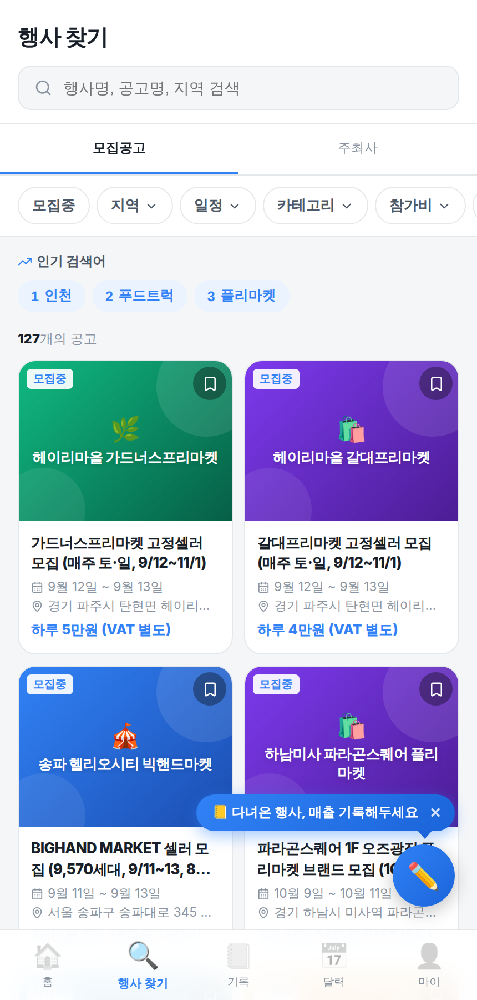 행사 찾기
행사명, 공고명, 지역 검색
모집공고
주최사
모집중
지역
일정
카테고리
참가비
인기 검색어
1 인천
2 푸드트럭
3 플리마켓
127개의 공고
모집중
헤이리마을 가드너스프리마켓
가드너스프리마켓 고정셀러
모집 (매주 토·일, 9/12~11/1)
9월 12일 ~ 9월 13일
경기 파주시 탄현면 헤이리...
하루 5만원 (VAT 별도)
모집중
헤이리마을 갈대프리마켓
갈대프리마켓 고정셀러 모집
(매주 토·일, 9/12~11/1)
9월 12일 ~ 9월 13일
경기 파주시 탄현면 헤이리...
하루 4만원 (VAT 별도)
모집중
송파 헬리오시티 빅핸드마켓
BIGHAND MARKET 셀러 모
집 (9,570세대, 9/11~13, 8...
9월 11일 ~ 9월 13일
서울 송파구 송파대로 345 ...
모집중
하남미사 파라곤스퀘어 플리
마켓
📒 다녀온 행사, 매출 기록해두세요 ✕
파라곤스퀘어 1F 오즈광장
리마켓 브랜드 모집
10월 9일 ~ 10월 11일
경기 하남시 미사역 파라곤...
홈
행사 찾기
기록
July
17
달력
마이